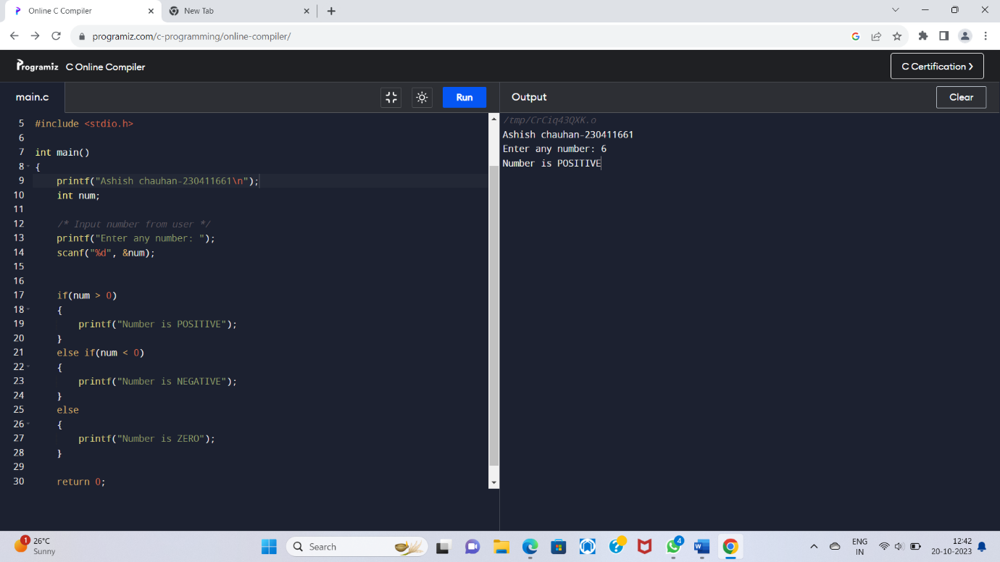 Online C Compiler
New Tab
programiz.com/c-programming/online-compiler/
Programiz C Online Compiler
C Certification
main.c
Run
Output
Clear
5 #include <stdio.h>
6
7 int main()
8 {
9 printf("Ashish chauhan-230411661\n");
10 int num;
11
12 /* Input number from user */
13 printf("Enter any number: ");
14 scanf("%d", &num);
15
16
17 if(num > 0)
18 {
19 printf("Number is POSITIVE");
20 }
21 else if(num < 0)
22 {
23 printf("Number is NEGATIVE");
24 }
25 else
26 {
27 printf("Number is ZERO");
28 }
29
30 return 0;
/tmp/CrCiq43QXK.o
Ashish chauhan-230411661
Enter any number: 6
Number is POSITIVE
1
26°C
Sunny
Search
4
W
ENG
IN
12:42
20-10-2023